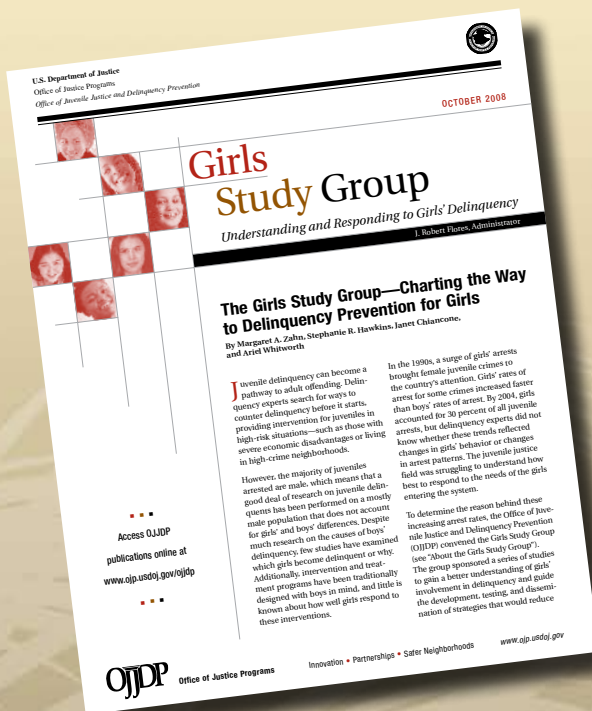 U.S. Department of Justice
Office of Justice Programs
Office of Juvenile Justice and Delinquency Prevention
OCTOBER 2008
Girls
Study Group
Understanding and Responding to Girls' Delinquency
J. Robert Flores, Administrator
The Girls Study Group—Charting the Way
to Delinquency Prevention for Girls
By Margaret A. Zahn, Stephanie R. Hawkins, Janet Chiancone,
and Ariel Whitworth
Juvenile delinquency can become a
pathway to adult offending. Delin-
quency experts search for ways to
counter delinquency before it starts,
providing intervention for juveniles in
high-risk situations—such as those with
severe economic disadvantages or living
in high-crime neighborhoods.
However, the majority of juveniles
arrested are male, which means that a
good deal of research on juvenile delin-
quents has been performed on a mostly
male population that does not account
for girls' and boys' differences. Despite
much research on the causes of boys'
delinquency, few studies have examined
which girls become delinquent or why.
Additionally, intervention and treat-
ment programs have been traditionally
designed with boys in mind, and little is
known about how well girls respond to
these interventions.
In the 1990s, a surge of girls' arrests
brought female juvenile crimes to
the country's attention. Girls' rates of
arrest for some crimes increased faster
than boys' rates of arrest. By 2004, girls
accounted for 30 percent of all juvenile
arrests, but delinquency experts did not
know whether these trends reflected
changes in girls' behavior or changes
in arrest patterns. The juvenile justice
field was struggling to understand how
best to respond to the needs of the girls
entering the system.
To determine the reason behind these
increasing arrest rates, the Office of Juve-
nile Justice and Delinquency Prevention
(OJJDP) convened the Girls Study Group
(see "About the Girls Study Group").
The group sponsored a series of studies
to gain a better understanding of girls'
involvement in delinquency and guide
the development, testing, and dissemi-
nation of strategies that would reduce
Access OJJDP
publications online at
www.ojp.usdoj.gov/ojjdp
OJJDP Office of Justice Programs
Innovation • Partnerships • Safer Neighborhoods
www.ojp.usdoj.gov